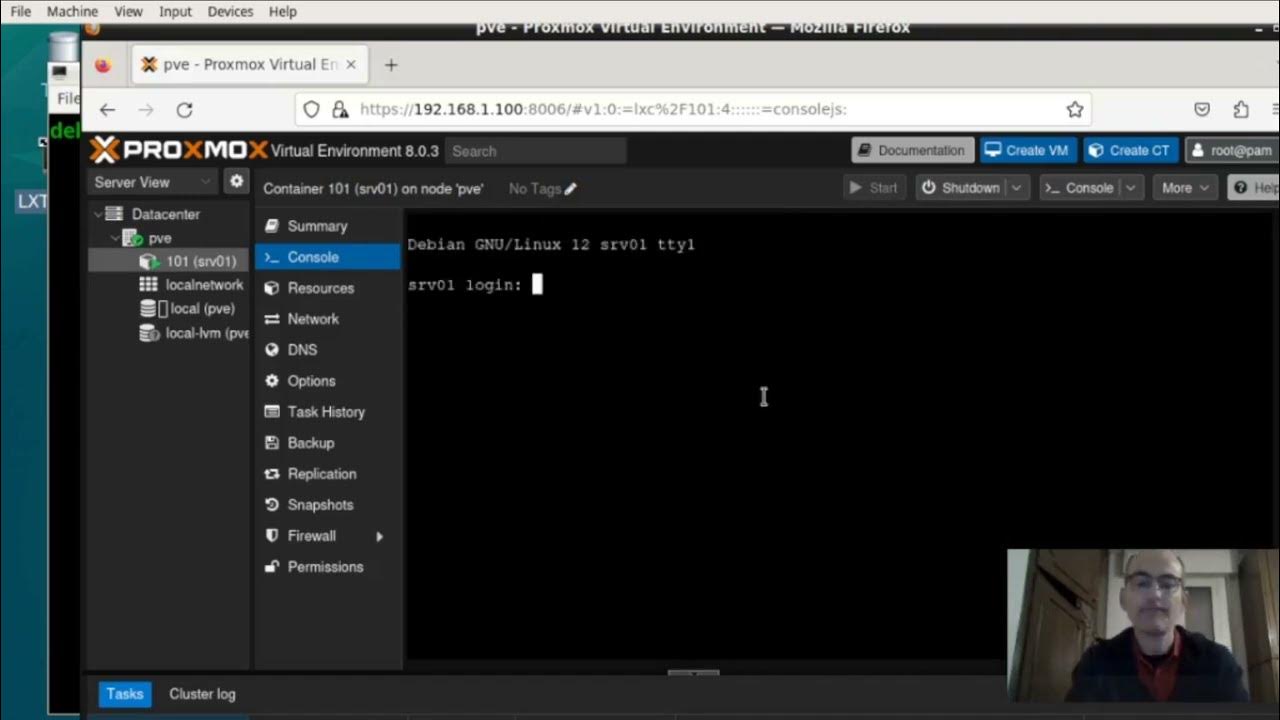 File Machine View Input Devices Help
pve - Proxmox Virtual Environment — Mozilla Firefox
pve - Proxmox Virtual En
File
https://192.168.1.100:8006/#v1:0:=lxc%2F101:4::::::=consolejs:
del
PROXMOX Virtual Environment 8.0.3 Search Documentation Create VM Create CT root@pam
Server View Container 101 (srv01) on node 'pve' No Tags Start Shutdown Console More Help
LXT
Datacenter
pve
101 (srv01)
localnetwork
local (pve)
local-lvm (pve
Summary
Console
Resources
Network
DNS
Options
Task History
Backup
Replication
Snapshots
Firewall
Permissions
Debian GNU/Linux 12 srv01 tty1
srv01 login:
Tasks Cluster log